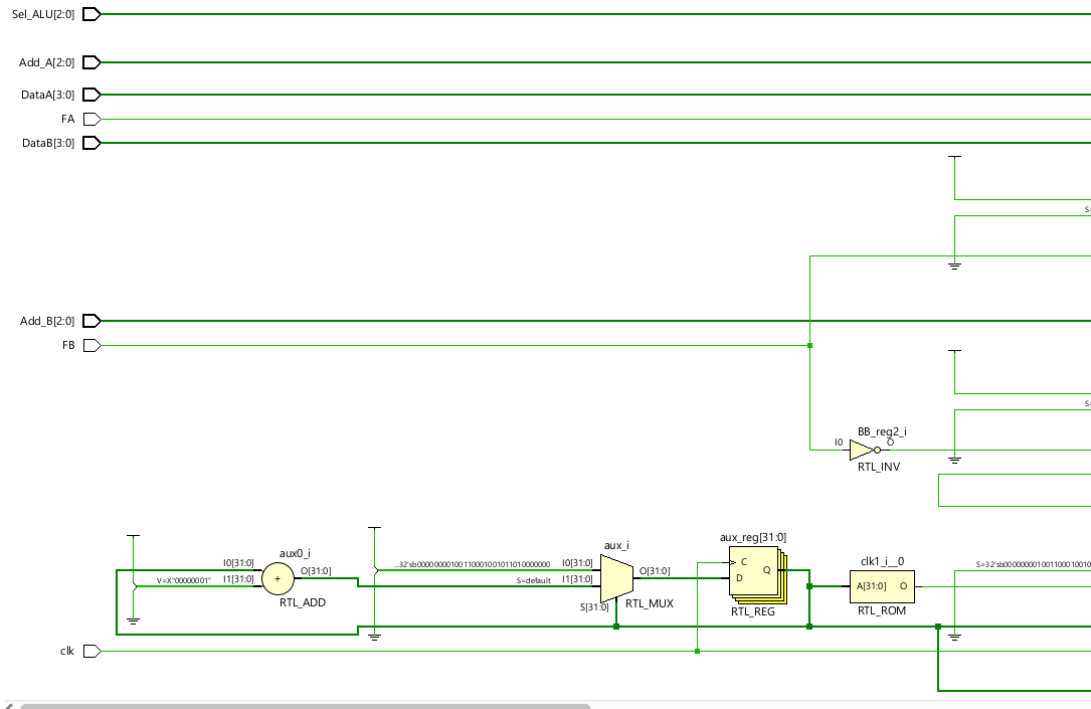 Sel_ALU[2:0]
Add_A[2:0]
DataA[3:0]
FA
DataB[3:0]
Add_B[2:0]
FB
BB_reg2_i
I0
O
RTL_INV
aux0_i
I0[31:0]
V=X"00000001"
I1[31:0]
O[31:0]
+
RTL_ADD
aux_i
I0[31:0]
S=default
I1[31:0]
O[31:0]
S[31:0]
RTL_MUX
aux_reg[31:0]
C
D
Q
RTL_REG
clk1_i__0
A[31:0]
O
RTL_ROM
clk